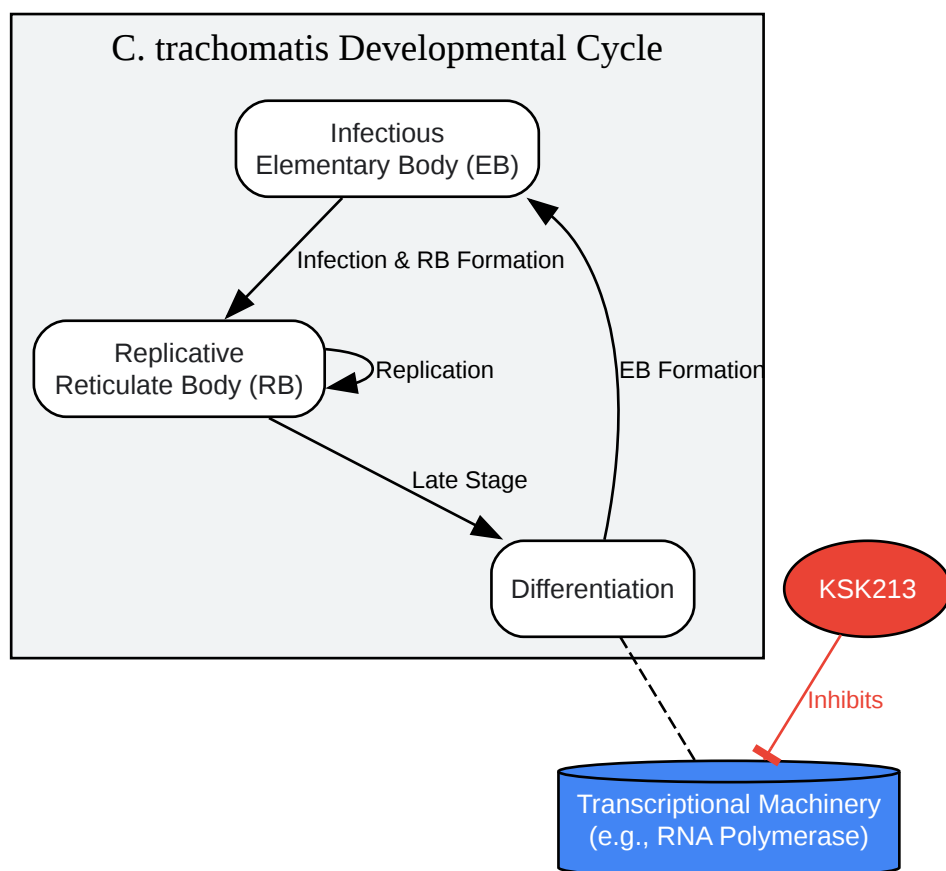 C. trachomatis Developmental Cycle
Infectious
Elementary Body (EB)
Infection & RB Formation
Replicative
Reticulate Body (RB)
Replication
EB Formation
Late Stage
Differentiation
KSK213
Inhibits
Transcriptional Machinery
(e.g., RNA Polymerase)